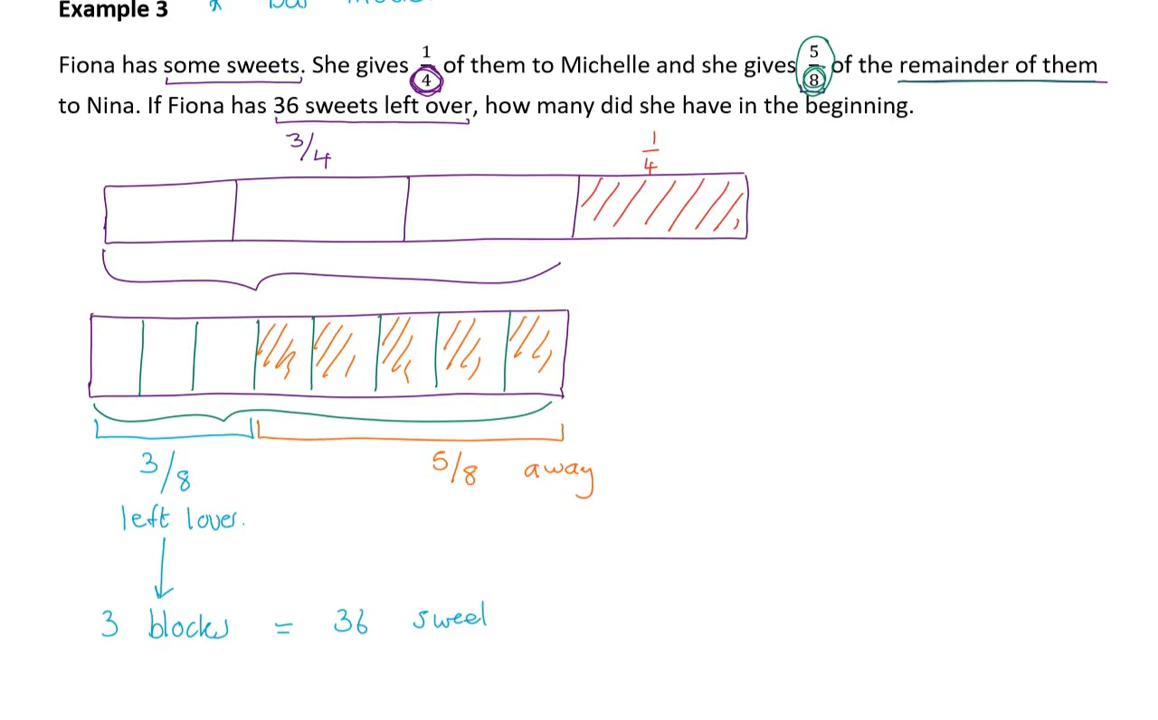 Example 3
Fiona has some sweets. She gives 1/4 of them to Michelle and she gives 5/8 of the remainder of them
to Nina. If Fiona has 36 sweets left over, how many did she have in the beginning.
3/4 1/4
3/8 5/8 away
left lover.
3 blocks = 36 sweel